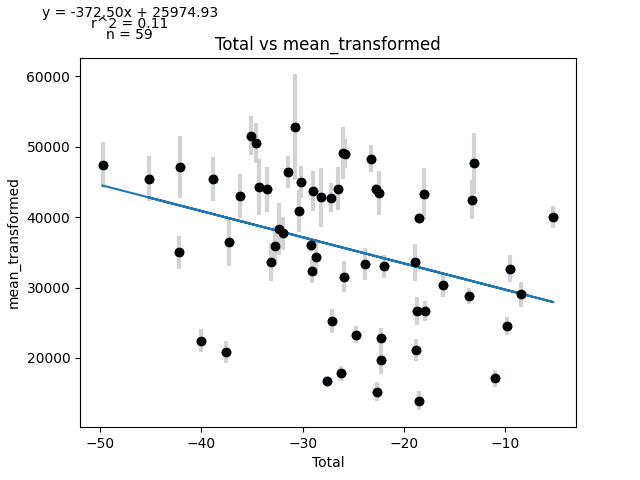 y = -372.50x + 25974.93
r^2 = 0.11
n = 59
Total vs mean_transformed
60000
50000
40000
30000
20000
mean_transformed
−50 −40 −30 −20 −10
Total